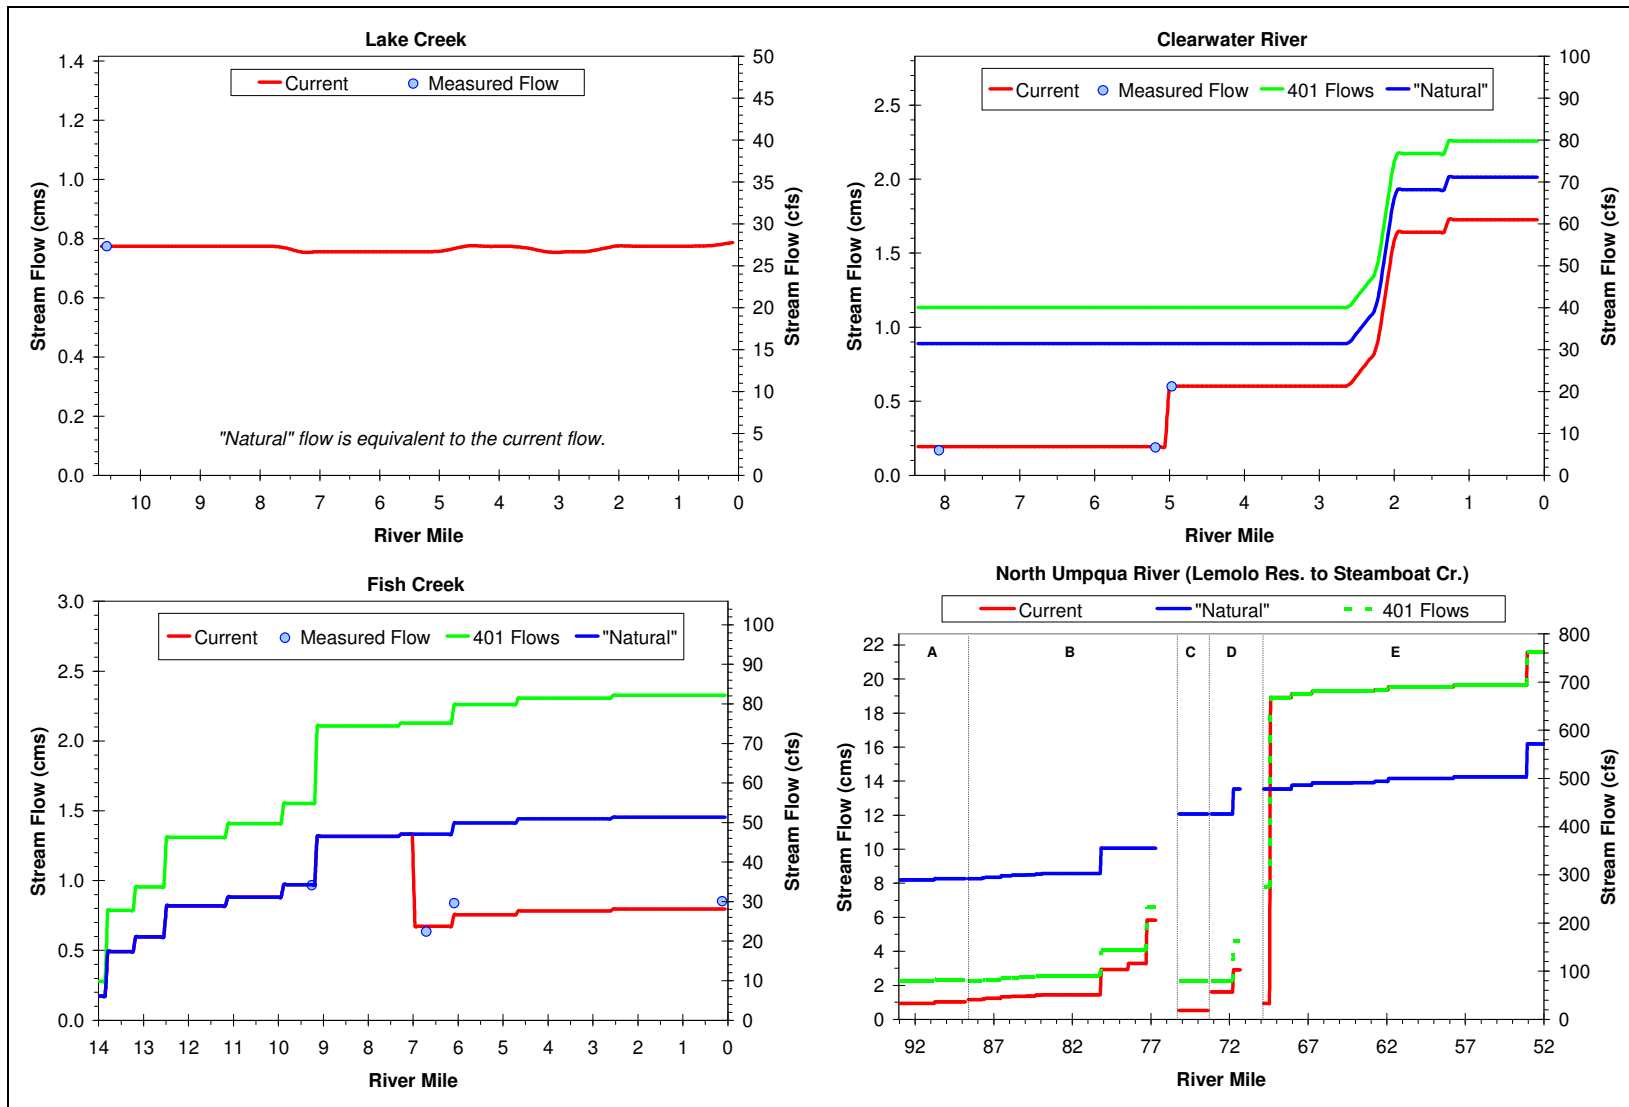 Lake Creek
Current Measured Flow
Stream Flow (cms)
1.4
1.2
1.0
0.8
0.6
0.4
0.2
0.0
50
45
40
35
30
25
20
15
10
5
0
Stream Flow (cfs)
"Natural" flow is equivalent to the current flow.
10 9 8 7 6 5 4 3 2 1 0
River Mile
Clearwater River
Current Measured Flow 401 Flows "Natural"
Stream Flow (cms)
2.5
2.0
1.5
1.0
0.5
0.0
100
90
80
70
60
50
40
30
20
10
0
Stream Flow (cfs)
8 7 6 5 4 3 2 1 0
River Mile
Fish Creek
Current Measured Flow 401 Flows "Natural"
Stream Flow (cms)
3.0
2.5
2.0
1.5
1.0
0.5
0.0
100
90
80
70
60
50
40
30
20
10
0
Stream Flow (cfs)
14 13 12 11 10 9 8 7 6 5 4 3 2 1 0
River Mile
North Umpqua River (Lemolo Res. to Steamboat Cr.)
Current "Natural" 401 Flows
A B C D E
Stream Flow (cms)
22
20
18
16
14
12
10
8
6
4
2
0
800
700
600
500
400
300
200
100
0
Stream Flow (cfs)
92 87 82 77 72 67 62 57 52
River Mile